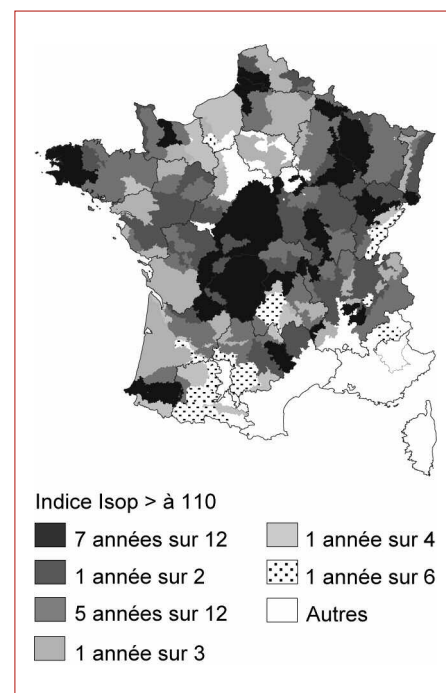 Indice Isop > à 110
7 années sur 12
1 année sur 2
5 années sur 12
1 année sur 3
1 année sur 4
1 année sur 6
Autres